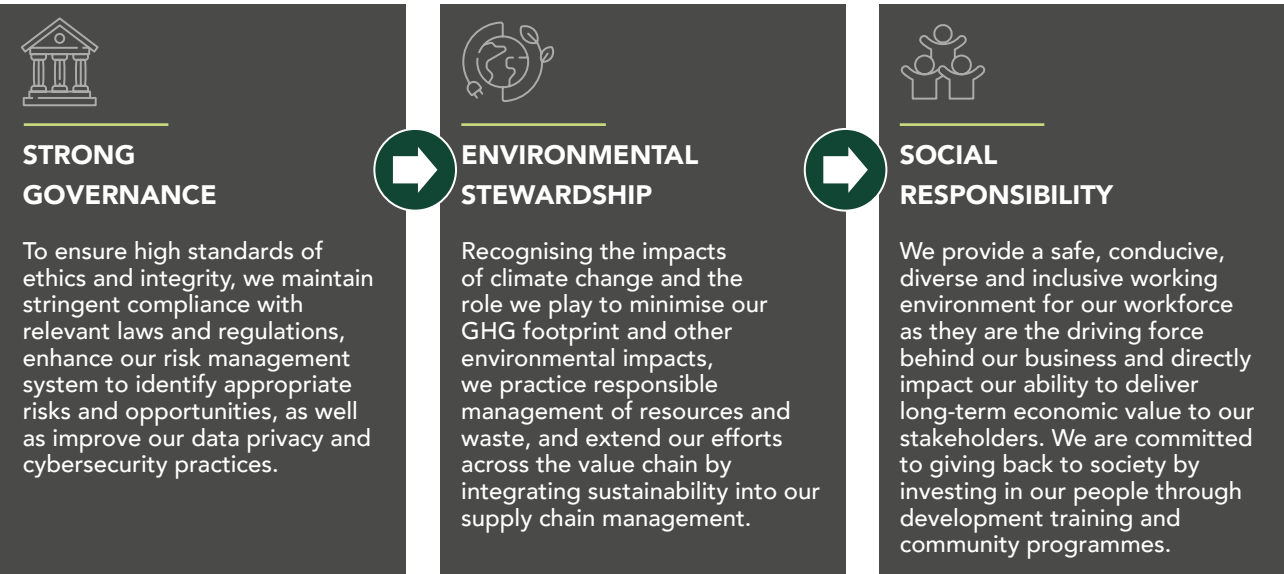 STRONG
GOVERNANCE
To ensure high standards of
ethics and integrity, we maintain
stringent compliance with
relevant laws and regulations,
enhance our risk management
system to identify appropriate
risks and opportunities, as well
as improve our data privacy and
cybersecurity practices.
ENVIRONMENTAL
STEWARDSHIP
Recognising the impacts
of climate change and the
role we play to minimise our
GHG footprint and other
environmental impacts,
we practice responsible
management of resources and
waste, and extend our efforts
across the value chain by
integrating sustainability into our
supply chain management.
SOCIAL
RESPONSIBILITY
We provide a safe, conducive,
diverse and inclusive working
environment for our workforce
as they are the driving force
behind our business and directly
impact our ability to deliver
long-term economic value to our
stakeholders. We are committed
to giving back to society by
investing in our people through
development training and
community programmes.